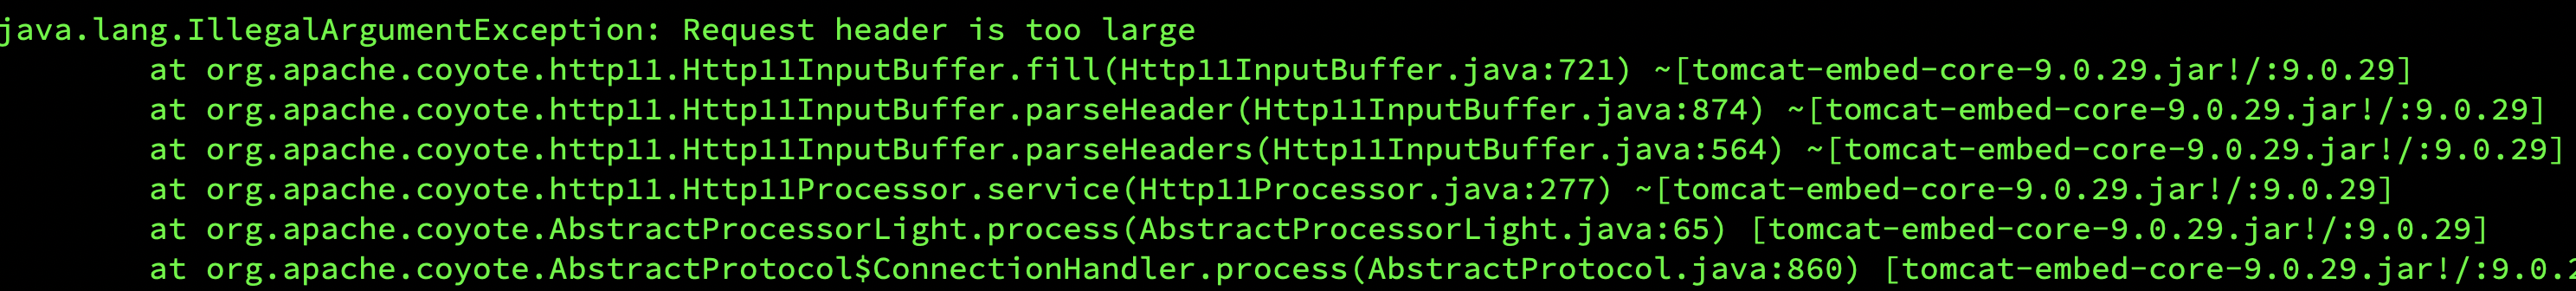 java.lang.IllegalArgumentException: Request header is too large
at org.apache.coyote.http11.Http11InputBuffer.fill(Http11InputBuffer.java:721) ~[tomcat-embed-core-9.0.29.jar!/:9.0.29]
at org.apache.coyote.http11.Http11InputBuffer.parseHeader(Http11InputBuffer.java:874) ~[tomcat-embed-core-9.0.29.jar!/:9.0.29]
at org.apache.coyote.http11.Http11InputBuffer.parseHeaders(Http11InputBuffer.java:564) ~[tomcat-embed-core-9.0.29.jar!/:9.0.29]
at org.apache.coyote.http11.Http11Processor.service(Http11Processor.java:277) ~[tomcat-embed-core-9.0.29.jar!/:9.0.29]
at org.apache.coyote.AbstractProcessorLight.process(AbstractProcessorLight.java:65) [tomcat-embed-core-9.0.29.jar!/:9.0.29]
at org.apache.coyote.AbstractProtocol$ConnectionHandler.process(AbstractProtocol.java:860) [tomcat-embed-core-9.0.29.jar!/:9.0.2